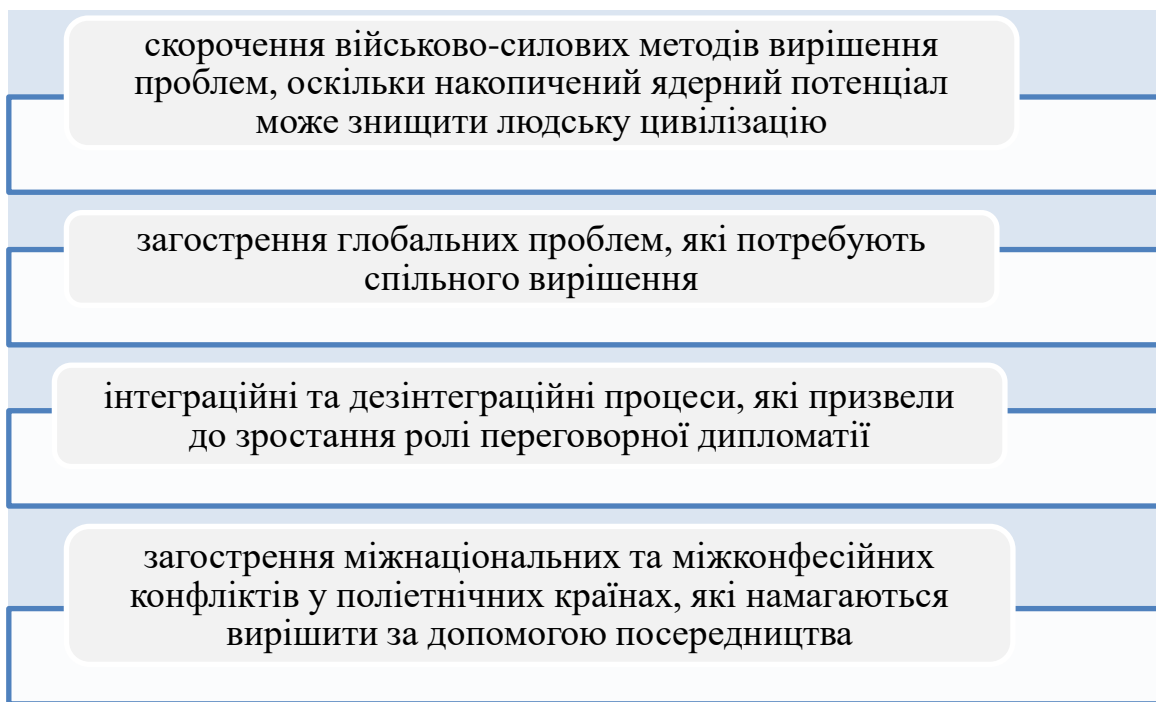 скорочення військово-силових методів вирішення
проблем, оскільки накопичений ядерний потенціал
може знищити людську цивілізацію
загострення глобальних проблем, які потребують
спільного вирішення
інтеграційні та дезінтеграційні процеси, які призвели
до зростання ролі переговорної дипломатії
загострення міжнаціональних та міжконфесійних
конфліктів у поліетнічних країнах, які намагаються
вирішити за допомогою посередництва